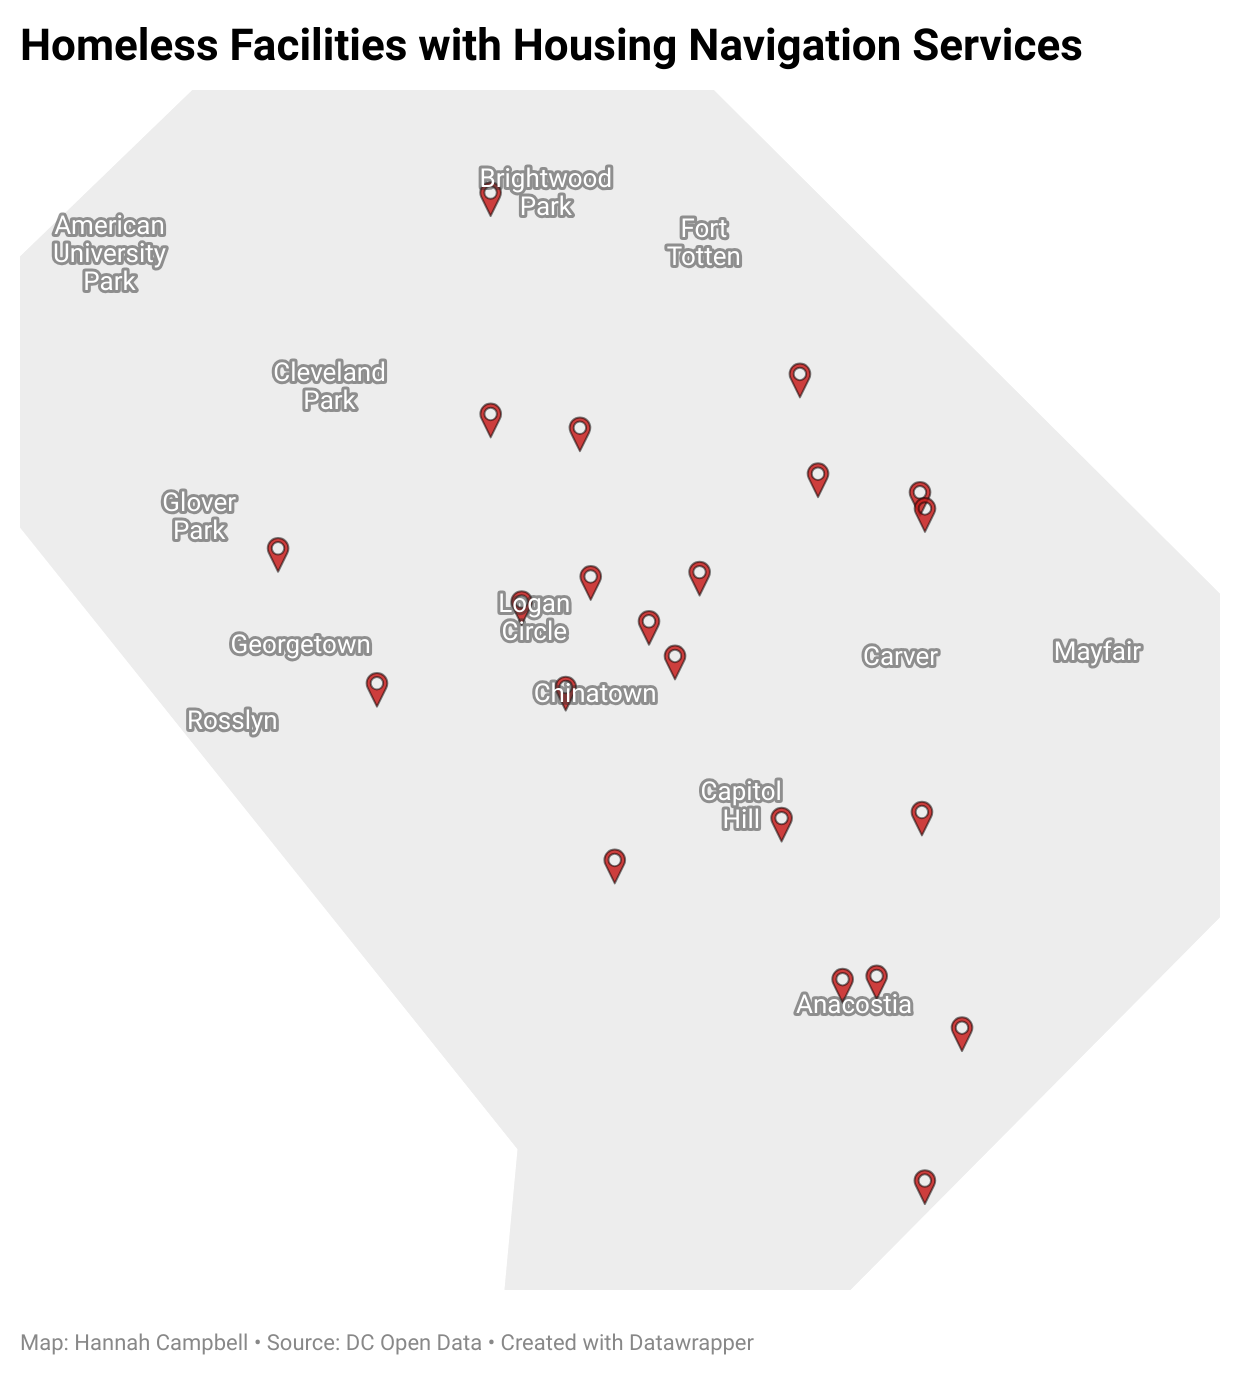 Homeless Facilities with Housing Navigation Services
Brightwood
Park
American
University
Park
Fort
Totten
Cleveland
Park
Glover
Park
Logan
Circle
Georgetown
Carver
Mayfair
Chinatown
Rosslyn
Capitol
Hill
Anacostia
Map: Hannah Campbell • Source: DC Open Data • Created with Datawrapper